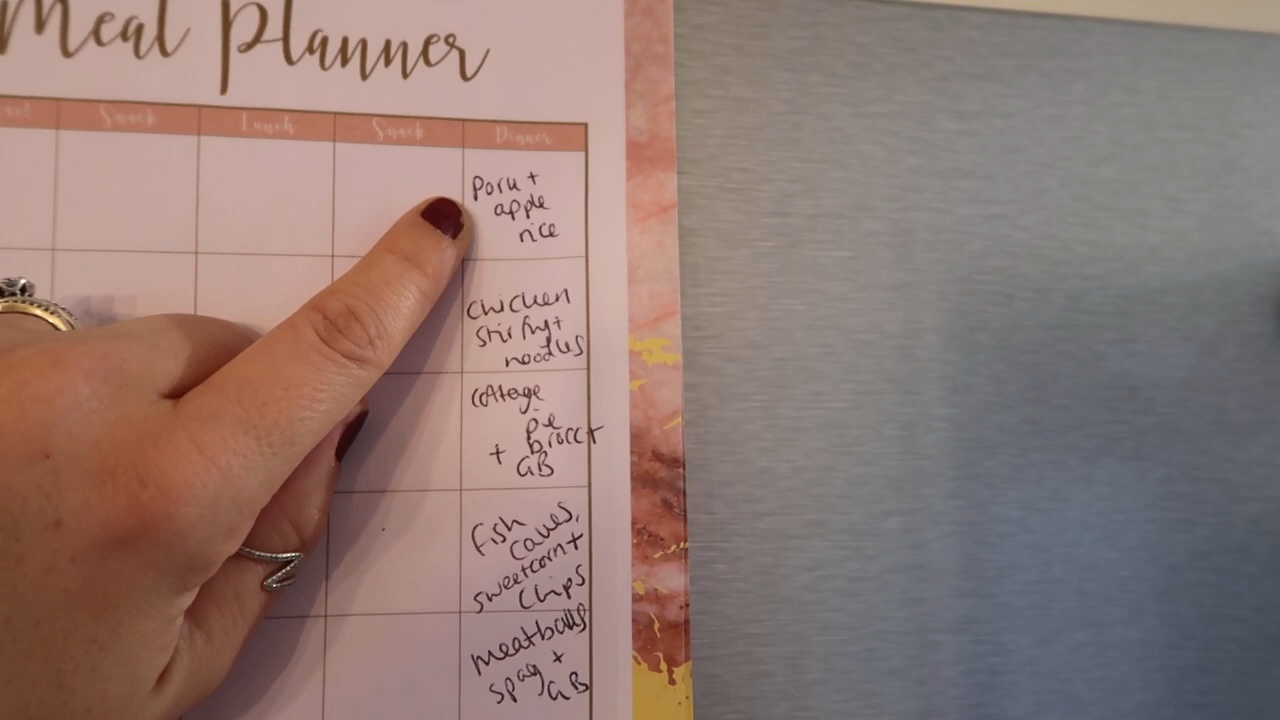 Meal Planner
Snack
Lunch
Snack
Dinner
Pork +
apple
rice
Chicken
stir fry +
noodles
Cottage
pie
+ brocc +
GB
Fish
cakes,
sweetcorn +
chips
meatballs
spag +
GB